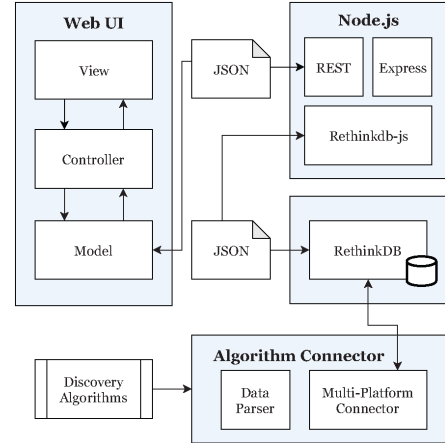 Web UI
View
Controller
Model
JSON
Node.js
REST
Express
Rethinkdb-js
JSON
RethinkDB
Algorithm Connector
Discovery
Algorithms
Data
Parser
Multi-Platform
Connector